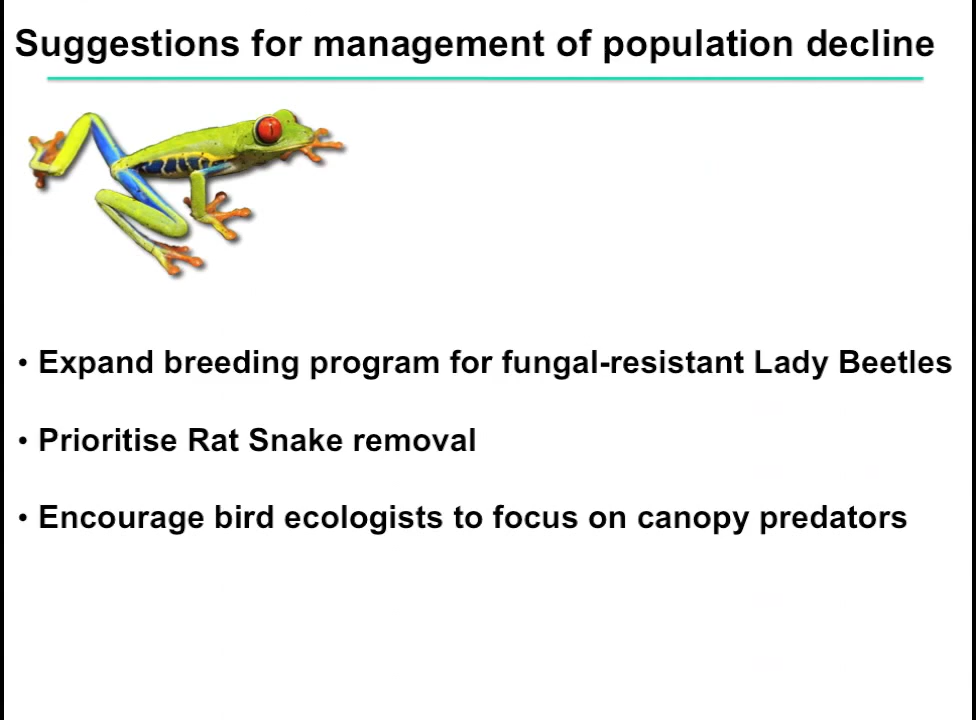 Suggestions for management of population decline
• Expand breeding program for fungal-resistant Lady Beetles
• Prioritise Rat Snake removal
• Encourage bird ecologists to focus on canopy predators